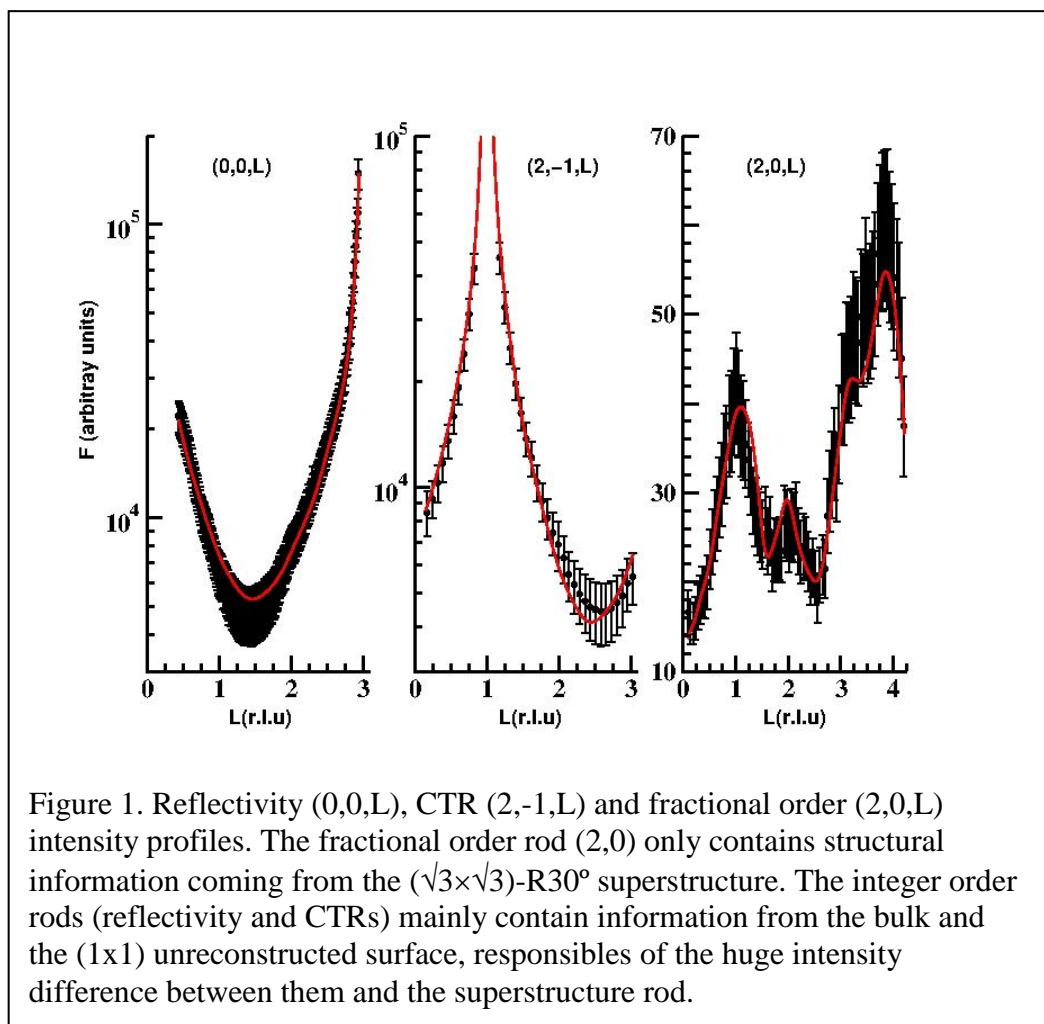 (0,0,L)
(2,-1,L)
(2,0,L)
F (arbitray units)
10⁵
10⁴
10⁵
10⁴
70
50
30
10
0 1 2 3
0 1 2 3
0 1 2 3 4
L(r.l.u)
L(r.l.u)
L(r.l.u)
Figure 1. Reflectivity (0,0,L), CTR (2,-1,L) and fractional order (2,0,L)
intensity profiles. The fractional order rod (2,0) only contains structural
information coming from the (√3×√3)-R30º superstructure. The integer order
rods (reflectivity and CTRs) mainly contain information from the bulk and
the (1x1) unreconstructed surface, responsibles of the huge intensity
difference between them and the superstructure rod.